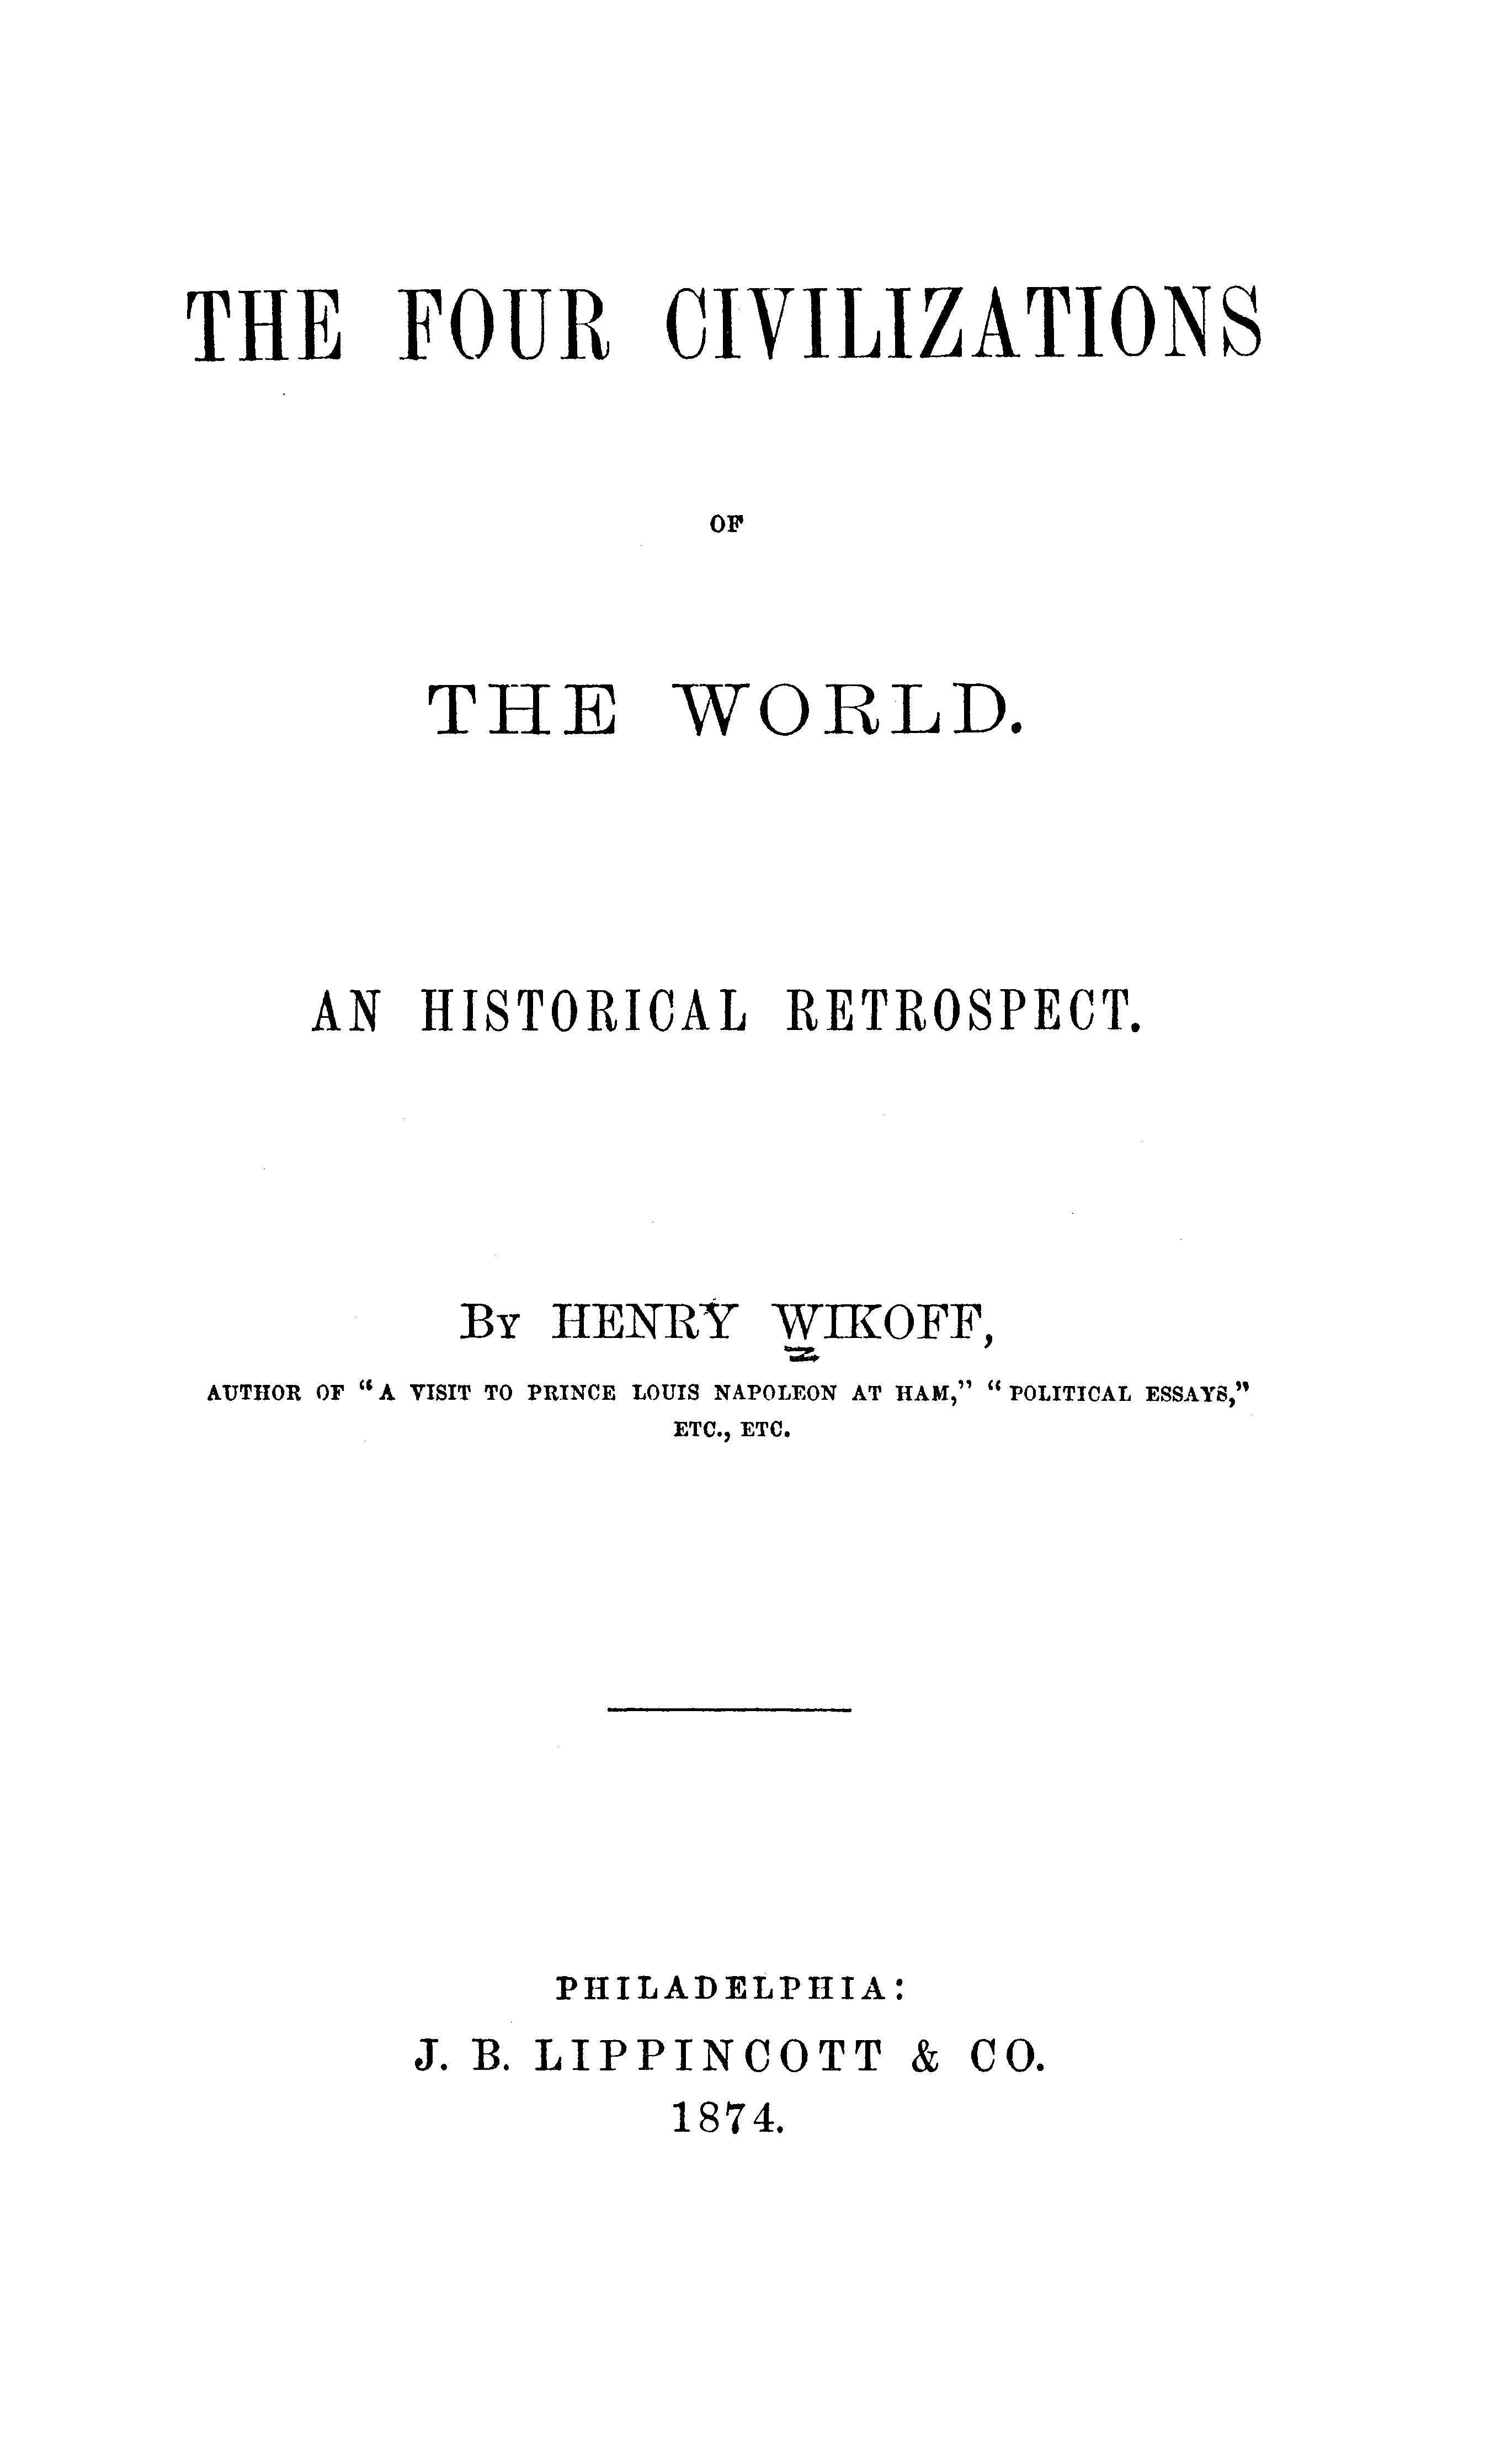 THE FOUR CIVILIZATIONS
OF
THE WORLD.
AN HISTORICAL RETROSPECT.
By HENRY WIKOFF,
AUTHOR OF “A VISIT TO PRINCE LOUIS NAPOLEON AT HAM,” “POLITICAL ESSAYS,”
ETC., ETC.
PHILADELPHIA:
J. B. LIPPINCOTT & CO.
1874.